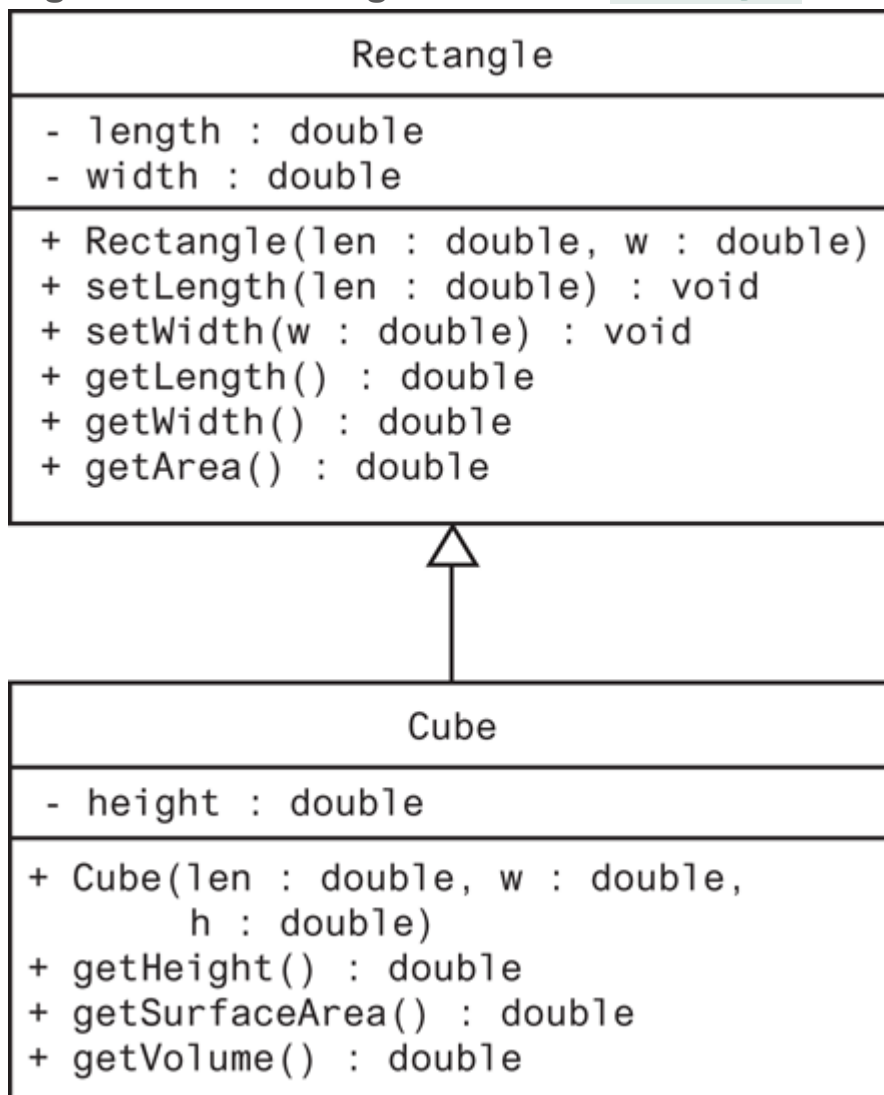 Rectangle
- length : double
- width : double
+ Rectangle(len : double, w : double)
+ setLength(len : double) : void
+ setWidth(w : double) : void
+ getLength() : double
+ getWidth() : double
+ getArea() : double
Cube
- height : double
+ Cube(len : double, w : double,
h : double)
+ getHeight() : double
+ getSurfaceArea() : double
+ getVolume() : double